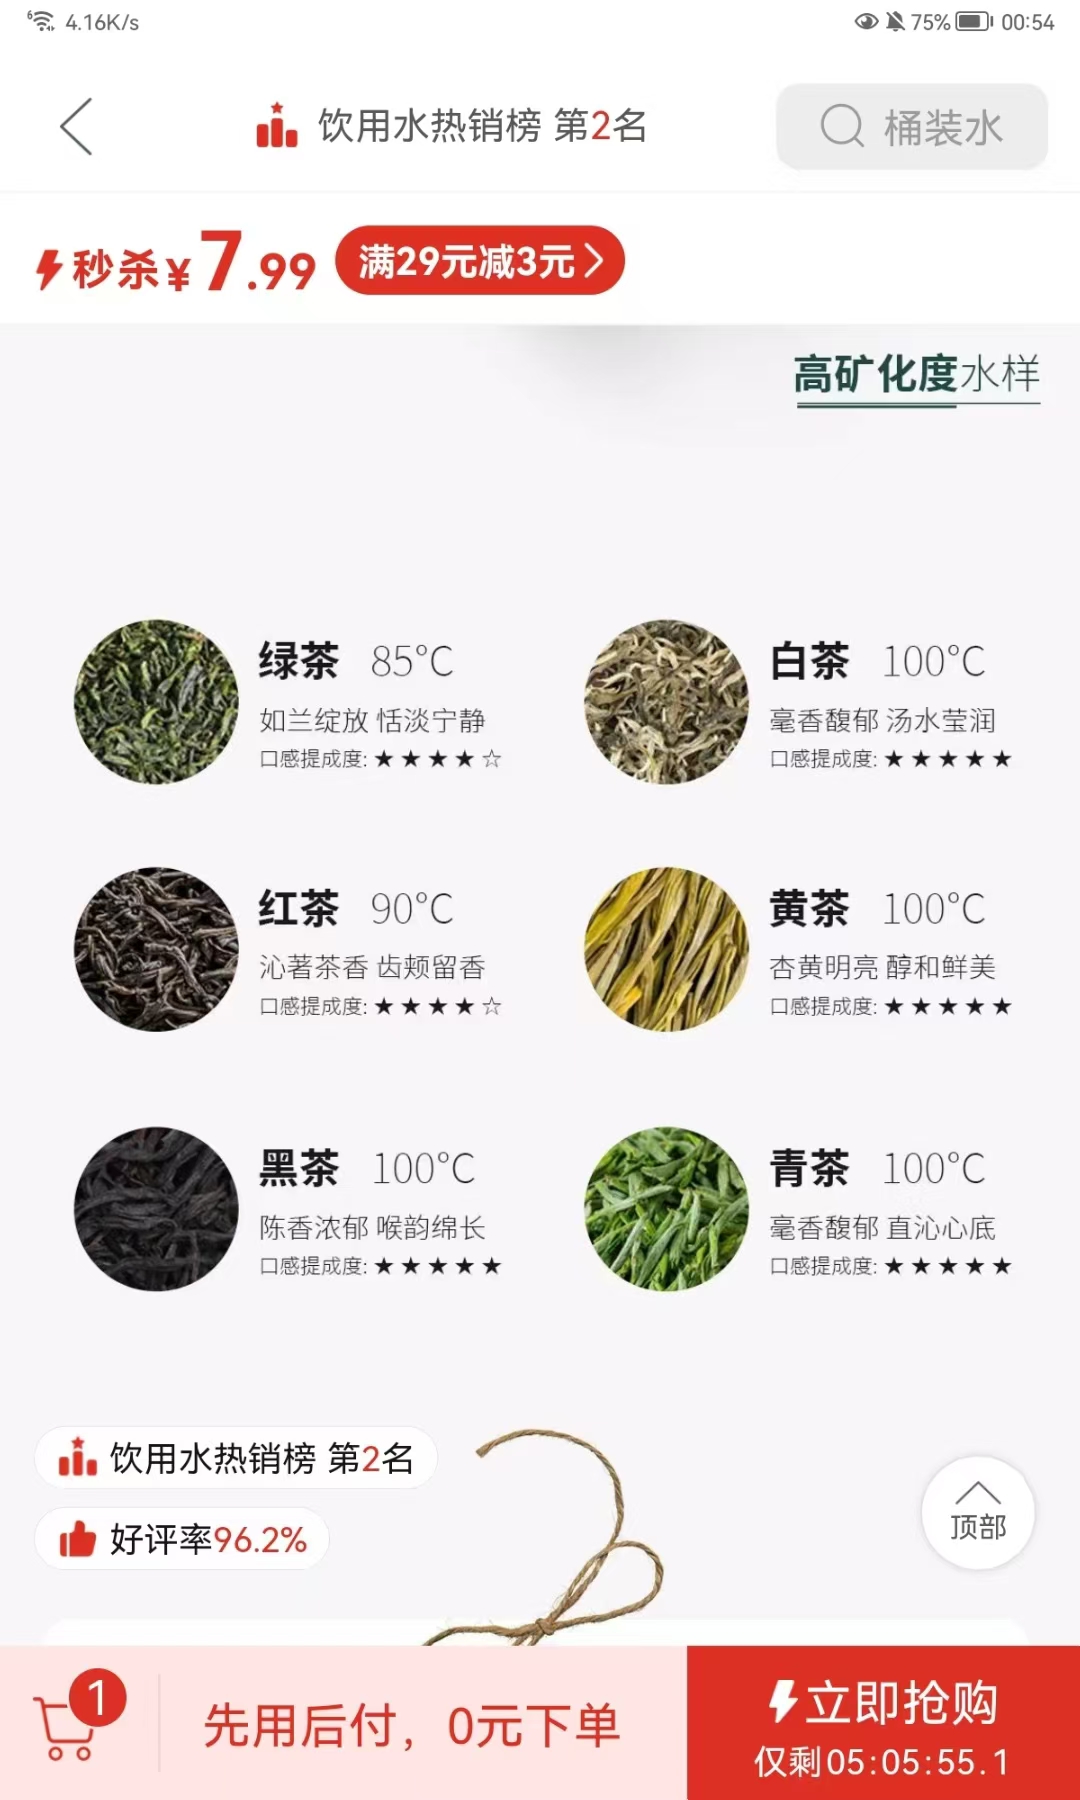 6 4.16K/s 75% 00:54
饮用水热销榜 第2名
桶装水
秒杀¥7.99 满29元减3元
高矿化度水样
绿茶 85°C
如兰绽放 恬淡宁静
口感提成度: ★★★★☆
白茶 100°C
毫香馥郁 汤水莹润
口感提成度: ★★★★★
红茶 90°C
沁著茶香 齿颊留香
口感提成度: ★★★★☆
黄茶 100°C
杏黄明亮 醇和鲜美
口感提成度: ★★★★★
黑茶 100°C
陈香浓郁 喉韵绵长
口感提成度: ★★★★★
青茶 100°C
毫香馥郁 直沁心底
口感提成度: ★★★★★
饮用水热销榜 第2名
好评率96.2%
顶部
1
先用后付，0元下单
立即抢购
仅剩05:05:55.1